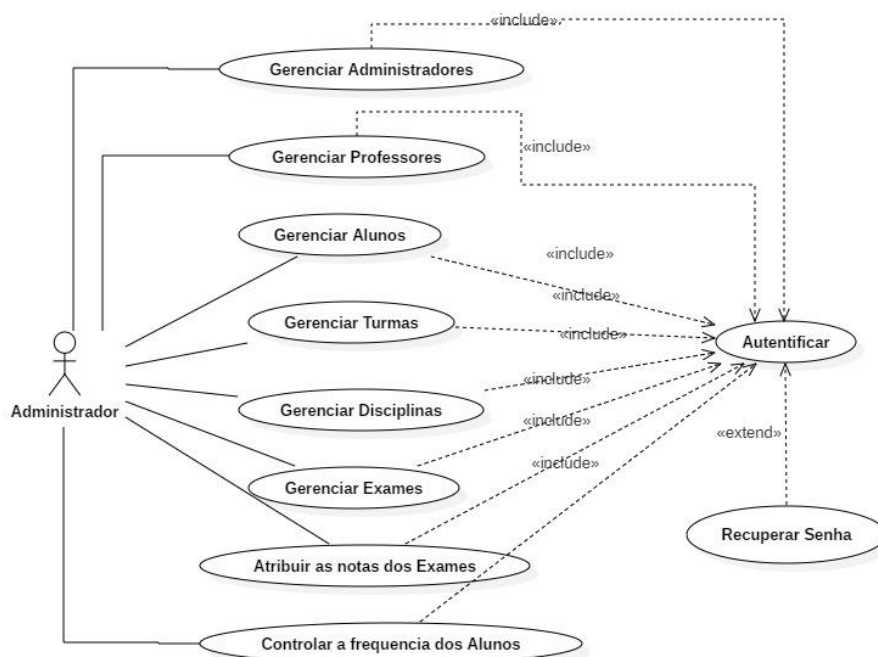 «include»
Gerenciar Administradores
«include»
Gerenciar Professores
Gerenciar Alunos
«include»
«include»
Gerenciar Turmas
«include»
Autentificar
«include»
Gerenciar Disciplinas
Administrador
«include»
«extend»
«include»
Gerenciar Exames
Recuperar Senha
Atribuir as notas dos Exames
Controlar a frequencia dos Alunos